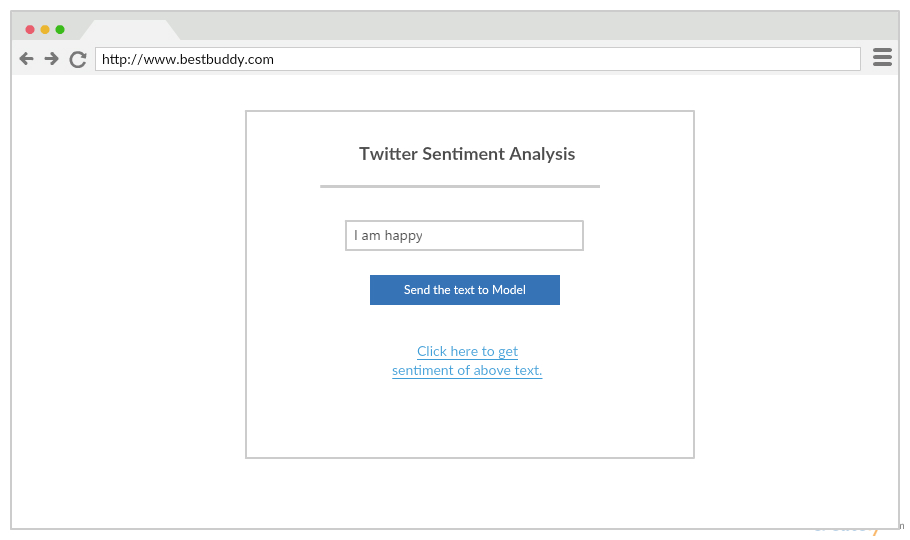 http://www.bestbuddy.com
Twitter Sentiment Analysis
I am happy
Send the text to Model
Click here to get
sentiment of above text.